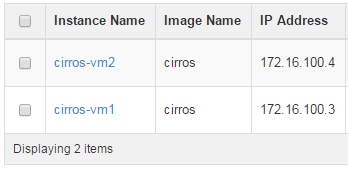 Instance Name Image Name IP Address
cirros-vm2 cirros 172.16.100.4
cirros-vm1 cirros 172.16.100.3
Displaying 2 items